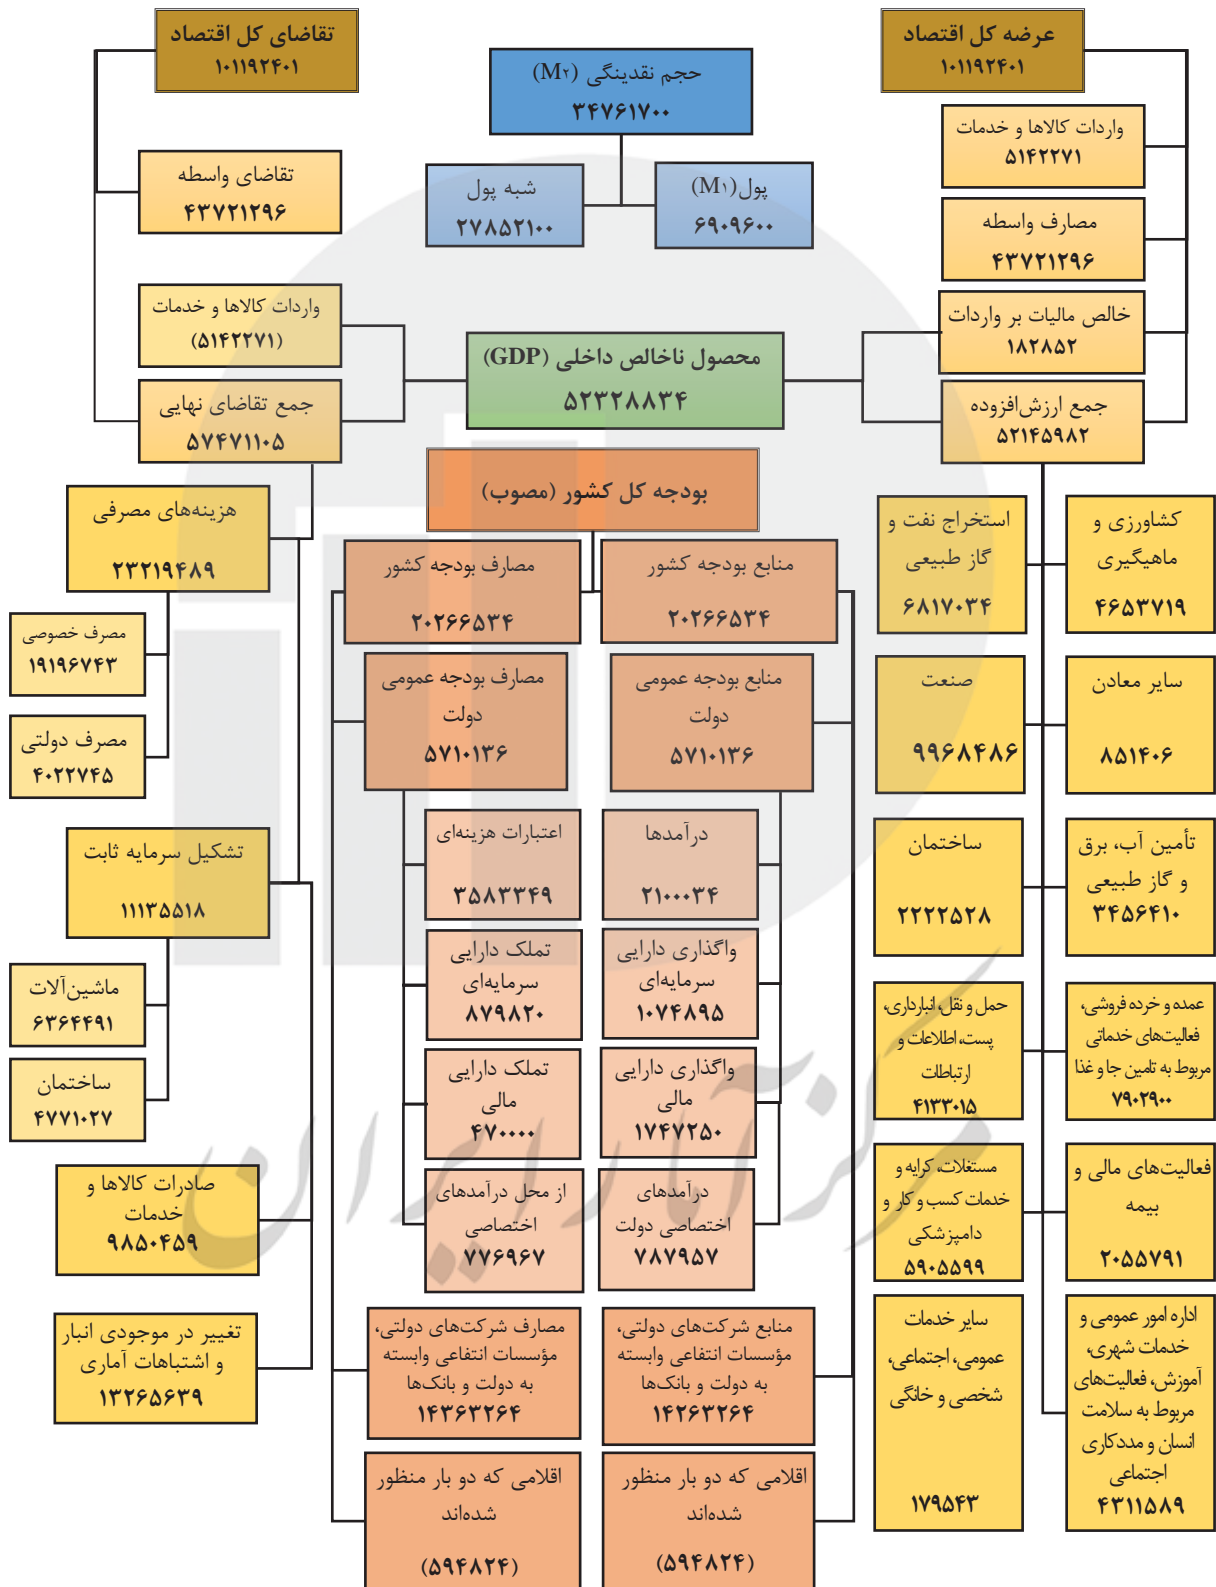 عرضه کل اقتصاد
۱۰۱۱۹۲۴۰۱
واردات کالاها و خدمات
۵۱۴۲۲۷۱
مصارف واسطه
۴۳۷۲۱۲۹۶
خالص مالیات بر واردات
۱۸۲۸۵۲
جمع ارزش‌افزوده
۵۲۱۴۵۹۸۲
کشاورزی و
ماهیگیری
۴۶۵۳۷۱۹
استخراج نفت و
گاز طبیعی
۶۸۱۷۰۳۴
سایر معادن
۸۵۱۴۰۶
صنعت
۹۹۶۸۴۸۶
تأمین آب، برق
و گاز طبیعی
۳۴۵۶۴۱۰
ساختمان
۲۲۲۲۵۲۸
عمده و خرده فروشی،
فعالیت‌های خدماتی
مربوط به تامین جا و غذا
۷۹۰۲۹۰۰
حمل و نقل، انبارداری،
پست، اطلاعات و
ارتباطات
۴۱۳۳۰۱۵
فعالیت‌های مالی و
بیمه
۲۰۵۵۷۹۱
مستغلات، کرایه و
خدمات کسب و کار و
دامپزشکی
۵۹۰۵۵۹۹
اداره امور عمومی و
خدمات شهری،
آموزش، فعالیت‌های
مربوط به سلامت
انسان و مددکاری
اجتماعی
۴۳۱۱۵۸۹
سایر خدمات
عمومی، اجتماعی،
شخصی و خانگی
۱۷۹۵۴۳
حجم نقدینگی (M۲)
۳۴۷۶۱۷۰۰
پول(M۱)
۶۹۰۹۶۰۰
شبه پول
۲۷۸۵۲۱۰۰
محصول ناخالص داخلی (GDP)
۵۲۳۲۸۸۳۴
بودجه کل کشور (مصوب)
منابع بودجه کشور
۲۰۲۶۶۵۳۴
مصارف بودجه کشور
۲۰۲۶۶۵۳۴
منابع بودجه عمومی
دولت
۵۷۱۰۱۳۶
مصارف بودجه عمومی
دولت
۵۷۱۰۱۳۶
درآمدها
۲۱۰۰۰۳۴
اعتبارات هزینه‌ای
۳۵۸۳۳۴۹
واگذاری دارایی
سرمایه‌ای
۱۰۷۴۸۹۵
تملک دارایی
سرمایه‌ای
۸۷۹۸۲۰
واگذاری دارایی
مالی
۱۷۴۷۲۵۰
تملک دارایی
مالی
۴۷۰۰۰۰
درآمدهای
اختصاصی دولت
۷۸۷۹۵۷
از محل درآمدهای
اختصاصی
۷۷۶۹۶۷
منابع شرکت‌های دولتی،
مؤسسات انتفاعی وابسته
به دولت و بانک‌ها
۱۴۲۶۳۲۶۴
مصارف شرکت‌های دولتی،
مؤسسات انتفاعی وابسته
به دولت و بانک‌ها
۱۴۳۶۳۲۶۴
اقلامی که دو بار منظور
شده‌اند
(۵۹۴۸۲۴)
اقلامی که دو بار منظور
شده‌اند
(۵۹۴۸۲۴)
تقاضای کل اقتصاد
۱۰۱۱۹۲۴۰۱
تقاضای واسطه
۴۳۷۲۱۲۹۶
واردات کالاها و خدمات
(۵۱۴۲۲۷۱)
جمع تقاضای نهایی
۵۷۴۷۱۱۰۵
هزینه‌های مصرفی
۲۳۲۱۹۴۸۹
مصرف خصوصی
۱۹۱۹۶۷۴۳
مصرف دولتی
۴۰۲۲۷۴۵
تشکیل سرمایه ثابت
۱۱۱۳۵۵۱۸
ماشین‌آلات
۶۳۶۴۴۹۱
ساختمان
۴۷۷۱۰۲۷
صادرات کالاها و
خدمات
۹۸۵۰۴۵۹
تغییر در موجودی انبار
و اشتباهات آماری
۱۳۲۶۵۶۳۹
مرکز آمار ایران